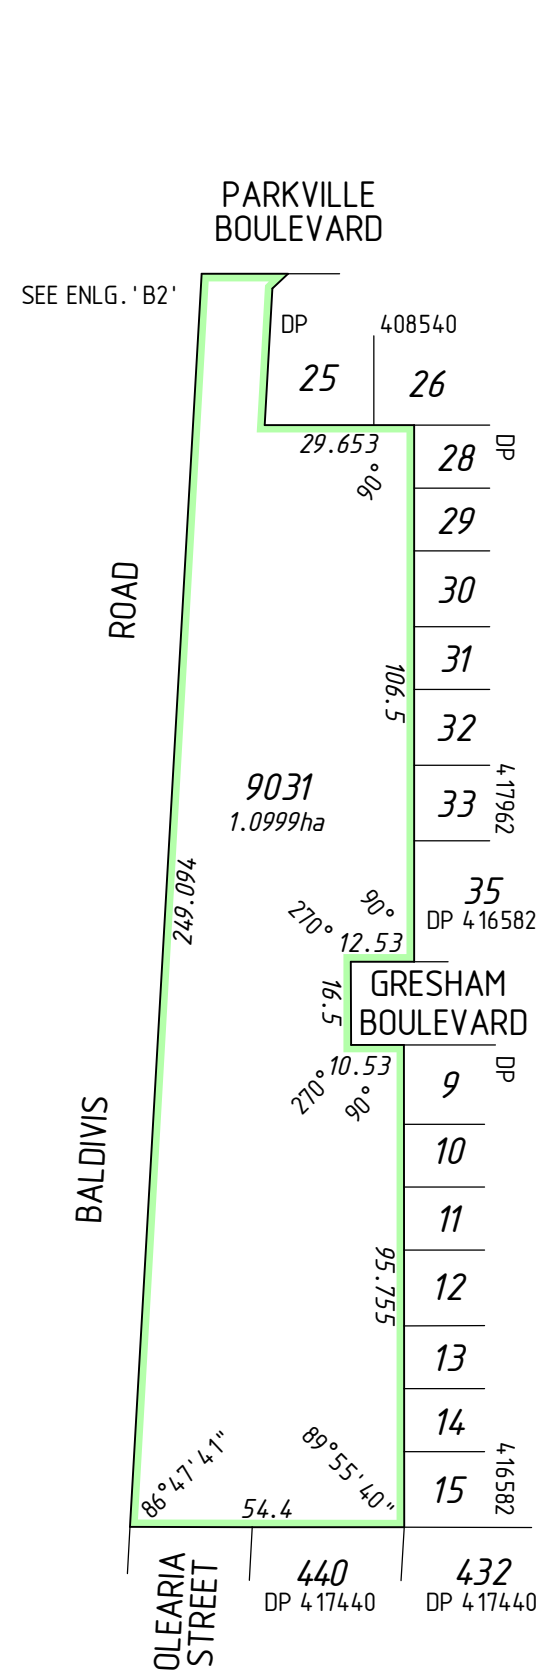 PARKVILLE
BOULEVARD
SEE ENLG. 'B2'
DP 408540
25
26
29.653
90°
28
DP
29
30
ROAD
31
106.5
32
9031
1.0999ha
33
417962
249.094
35
DP 416582
90°
270°
12.53
16.5
GRESHAM
BOULEVARD
10.53
270°
90°
9
DP
BALDIVIS
10
11
95.755
12
13
14
86°47'41"
89°55'40"
15
416582
54.4
OLEARIA
STREET
440
DP 417440
432
DP 417440